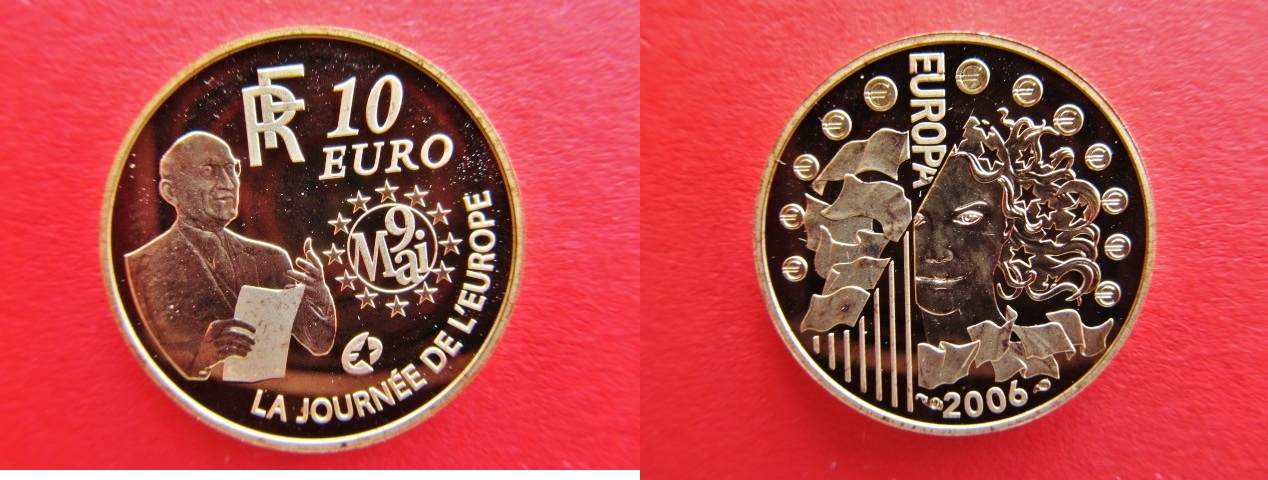 RF
10
EURO
9
Mai
LA JOURNÉE DE L'EUROPE
EUROPA
2006